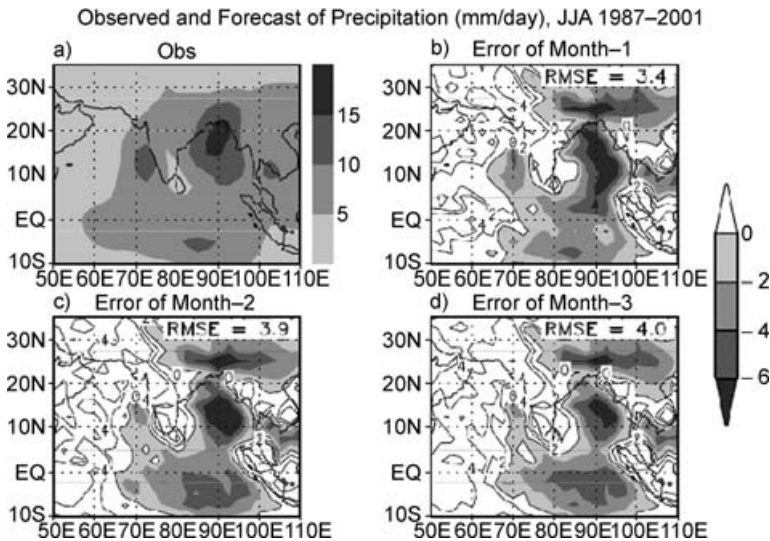 Observed and Forecast of Precipitation (mm/day), JJA 1987–2001
a) Obs
30N
20N
10N
EQ
10S
50E 60E 70E 80E 90E 100E 110E
15
10
5
b) Error of Month–1
RMSE = 3.4
30N
20N
10N
EQ
10S
50E 60E 70E 80E 90E 100E 110E
0
–2
–4
–6
c) Error of Month–2
RMSE = 3.9
30N
20N
10N
EQ
10S
50E 60E 70E 80E 90E 100E 110E
d) Error of Month–3
RMSE = 4.0
30N
20N
10N
EQ
10S
50E 60E 70E 80E 90E 100E 110E